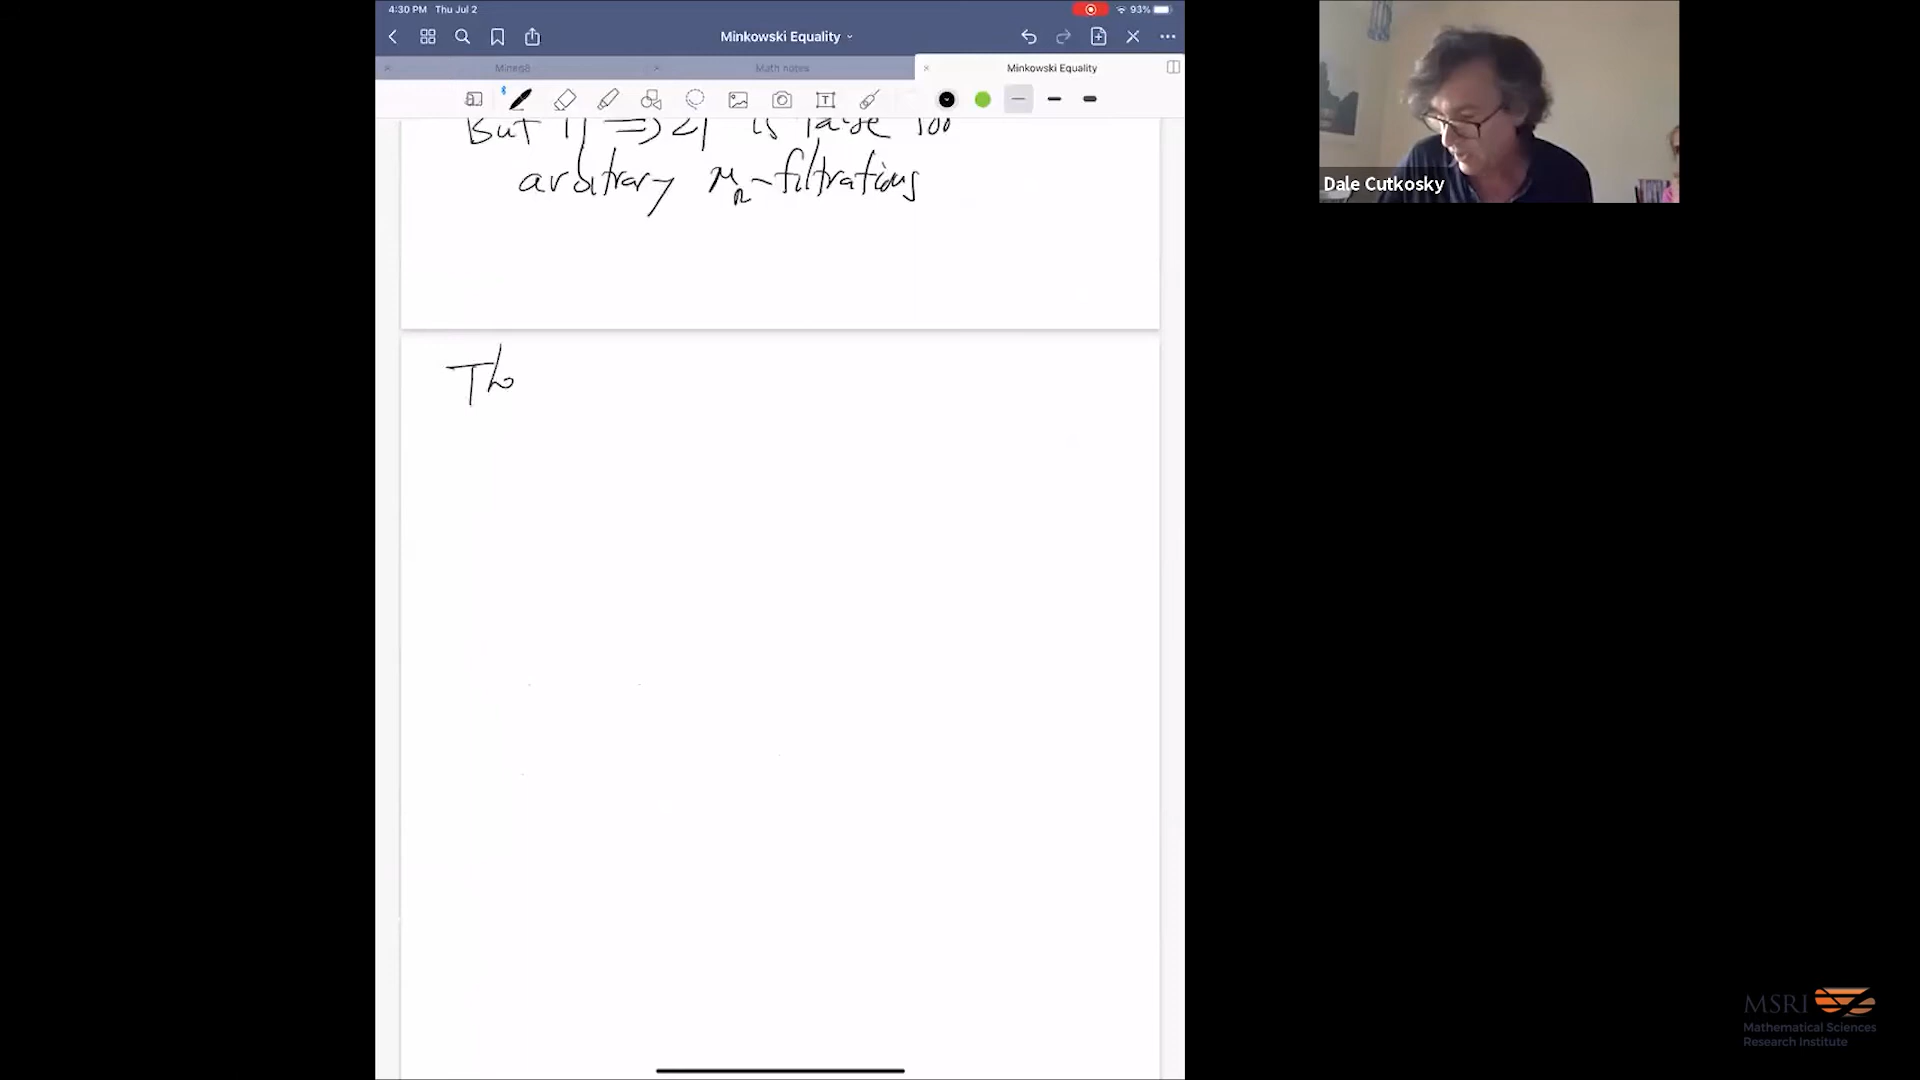 4:30 PM Thu Jul 2
93%
Minkowski Equality
Mine68
Math notes
Minkowski Equality
But 1) => 2) is false for
arbitrary m_R-filtrations
Th
Dale Cutkosky
MSRI
Mathematical Sciences
Research Institute